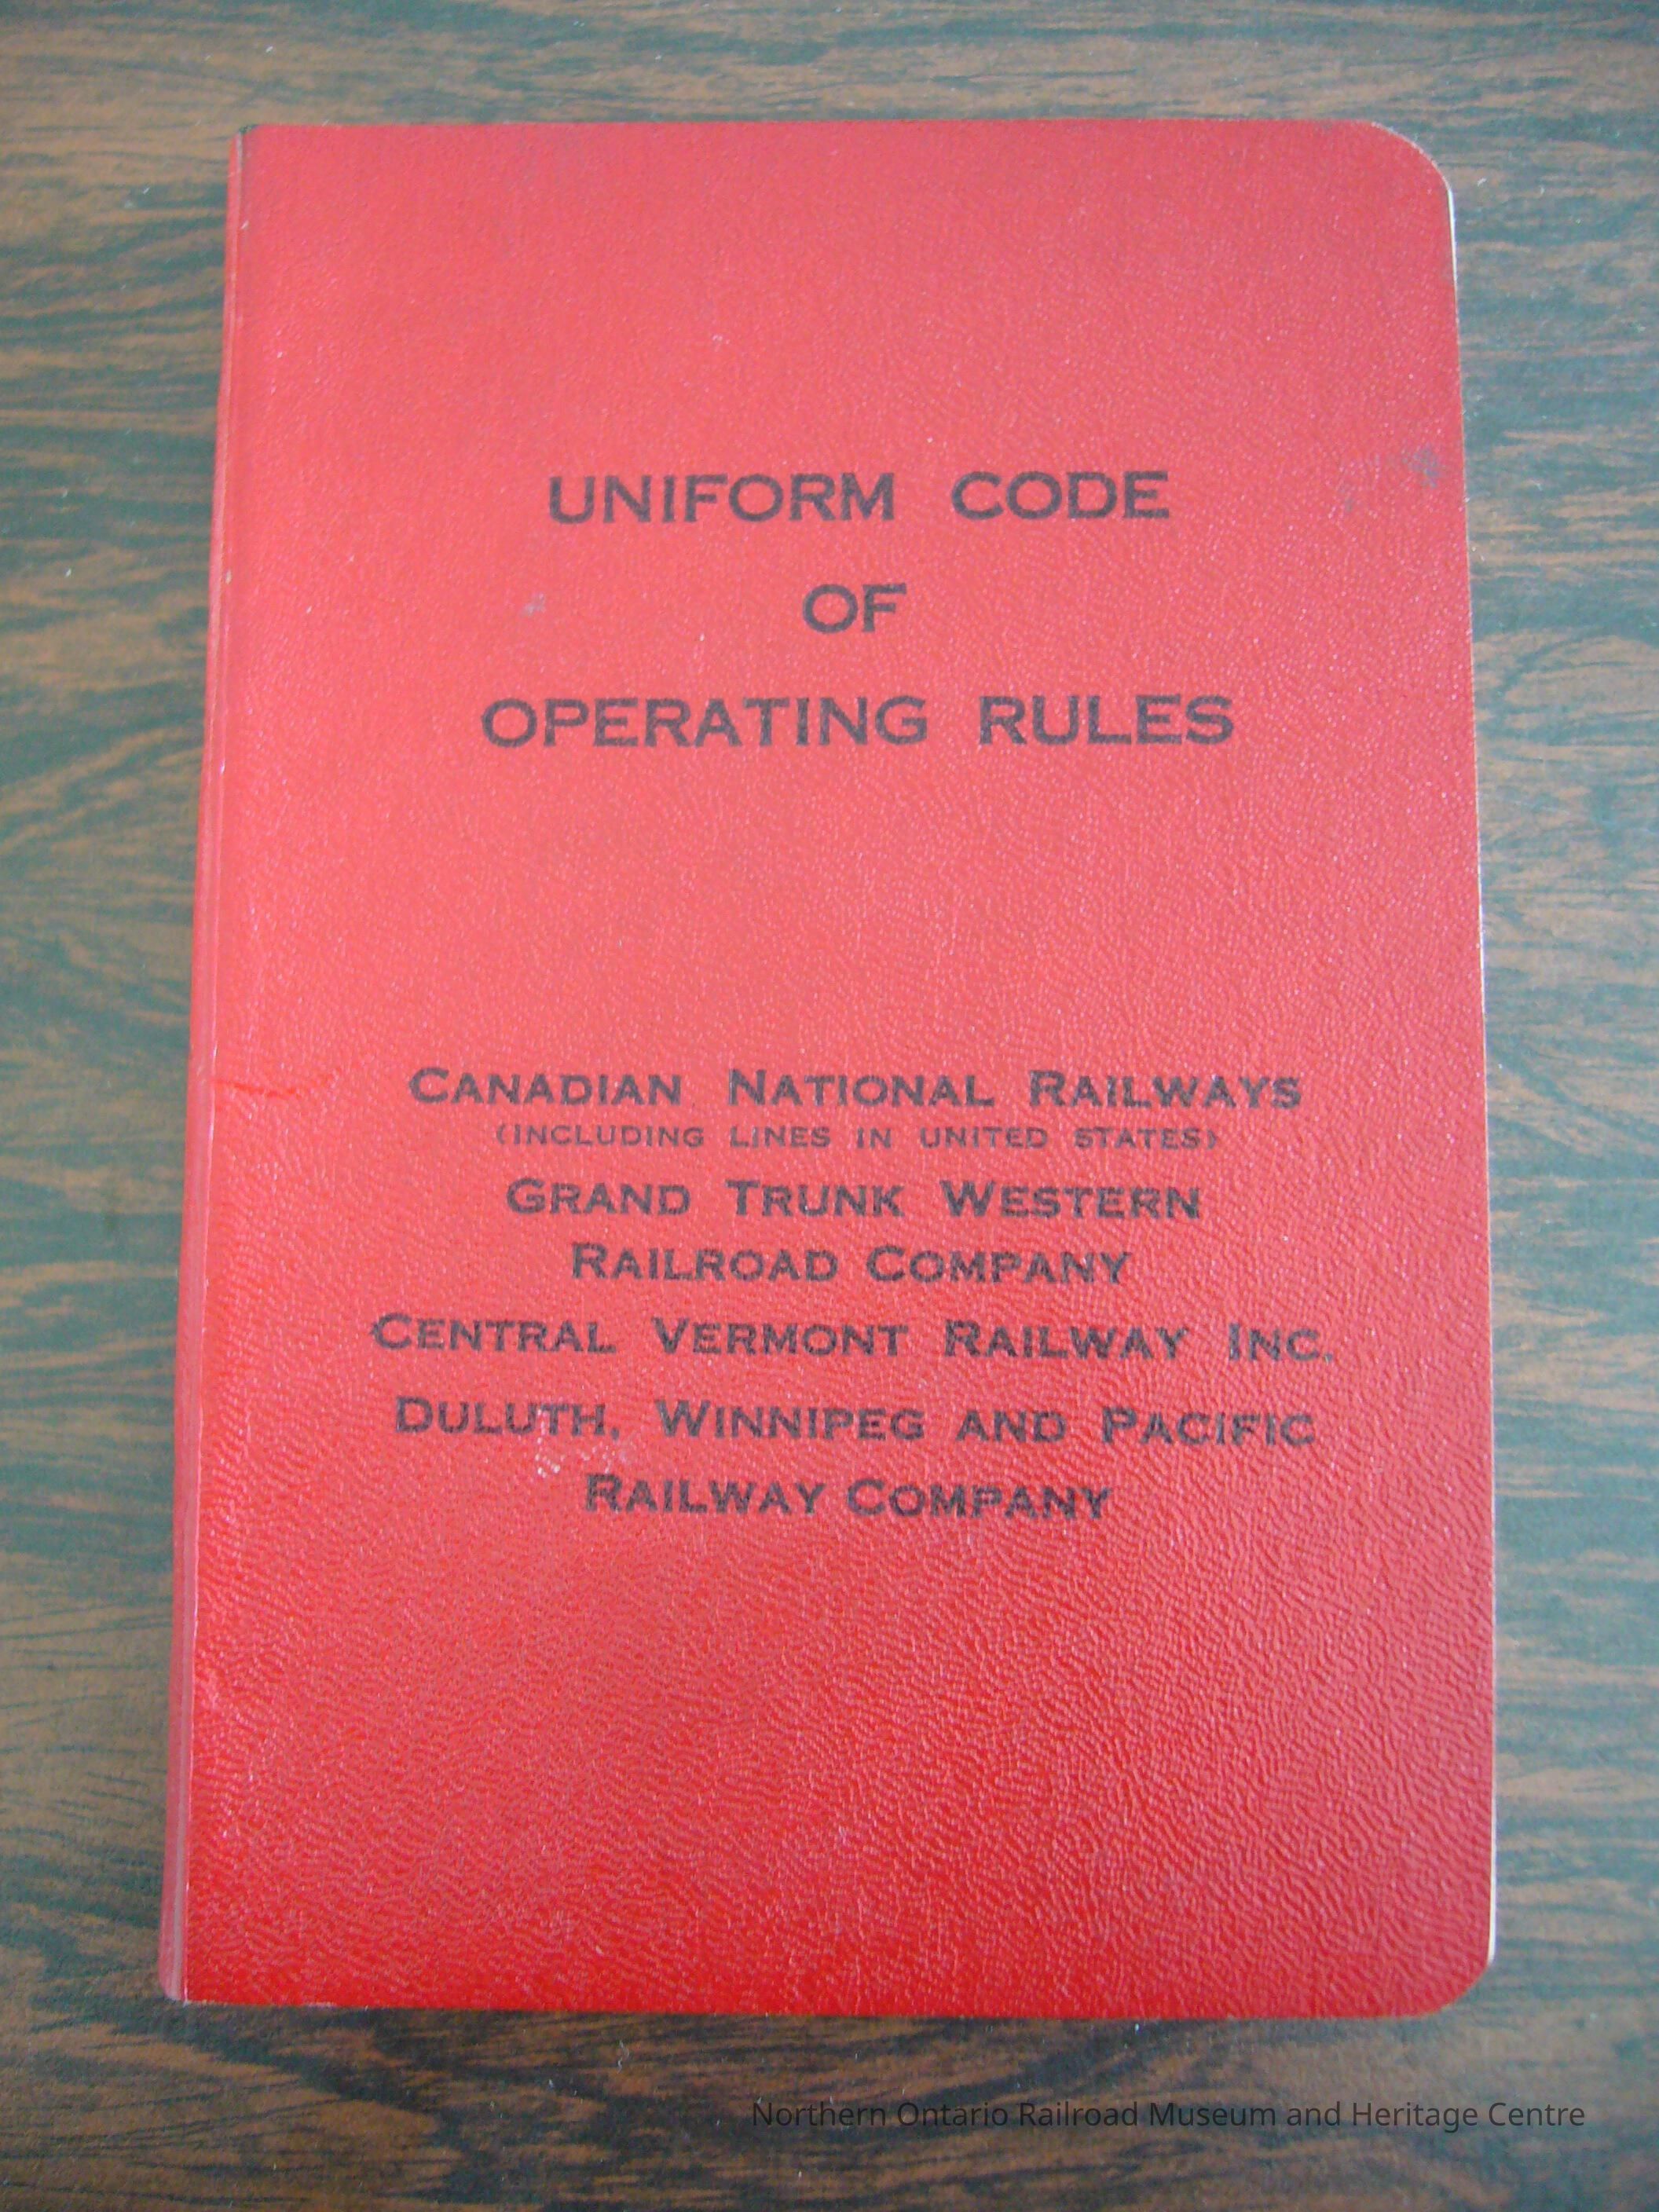 UNIFORM CODE
OF
OPERATING RULES
CANADIAN NATIONAL RAILWAYS
(INCLUDING LINES IN UNITED STATES)
GRAND TRUNK WESTERN
RAILROAD COMPANY
CENTRAL VERMONT RAILWAY INC.
DULUTH, WINNIPEG AND PACIFIC
RAILWAY COMPANY
Northern Ontario Railroad Museum and Heritage Centre